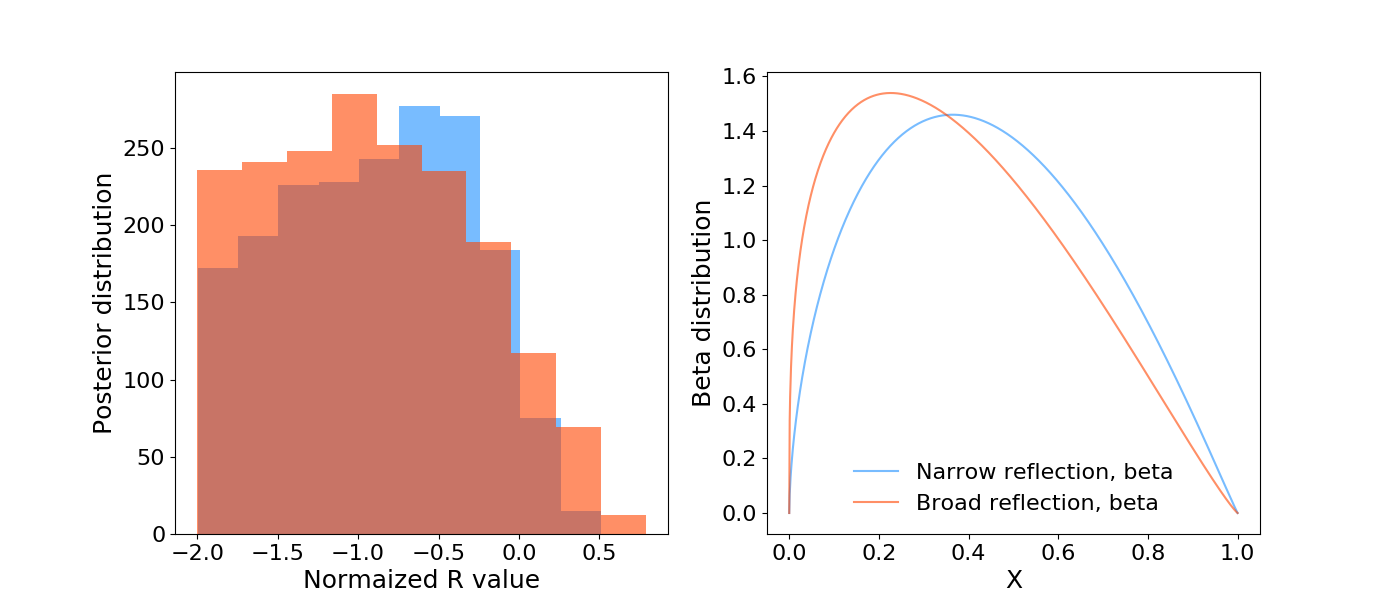 Posterior distribution
250
200
150
100
50
0
−2.0 −1.5 −1.0 −0.5 0.0 0.5
Normaized R value
Beta distribution
1.6
1.4
1.2
1.0
0.8
0.6
0.4
0.2
0.0
Narrow reflection, beta
Broad reflection, beta
0.0 0.2 0.4 0.6 0.8 1.0
X